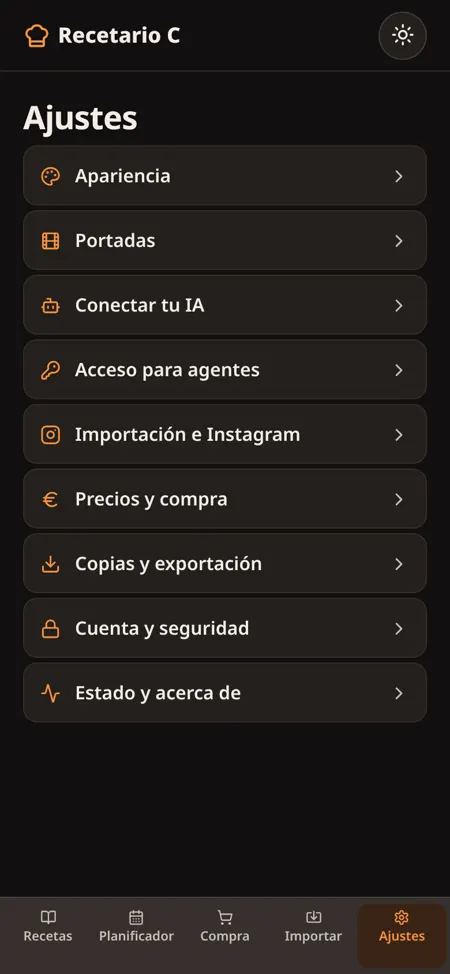 Recetario C
Ajustes
Apariencia
Portadas
Conectar tu IA
Acceso para agentes
Importación e Instagram
Precios y compra
Copias y exportación
Cuenta y seguridad
Estado y acerca de
Recetas
Planificador
Compra
Importar
Ajustes